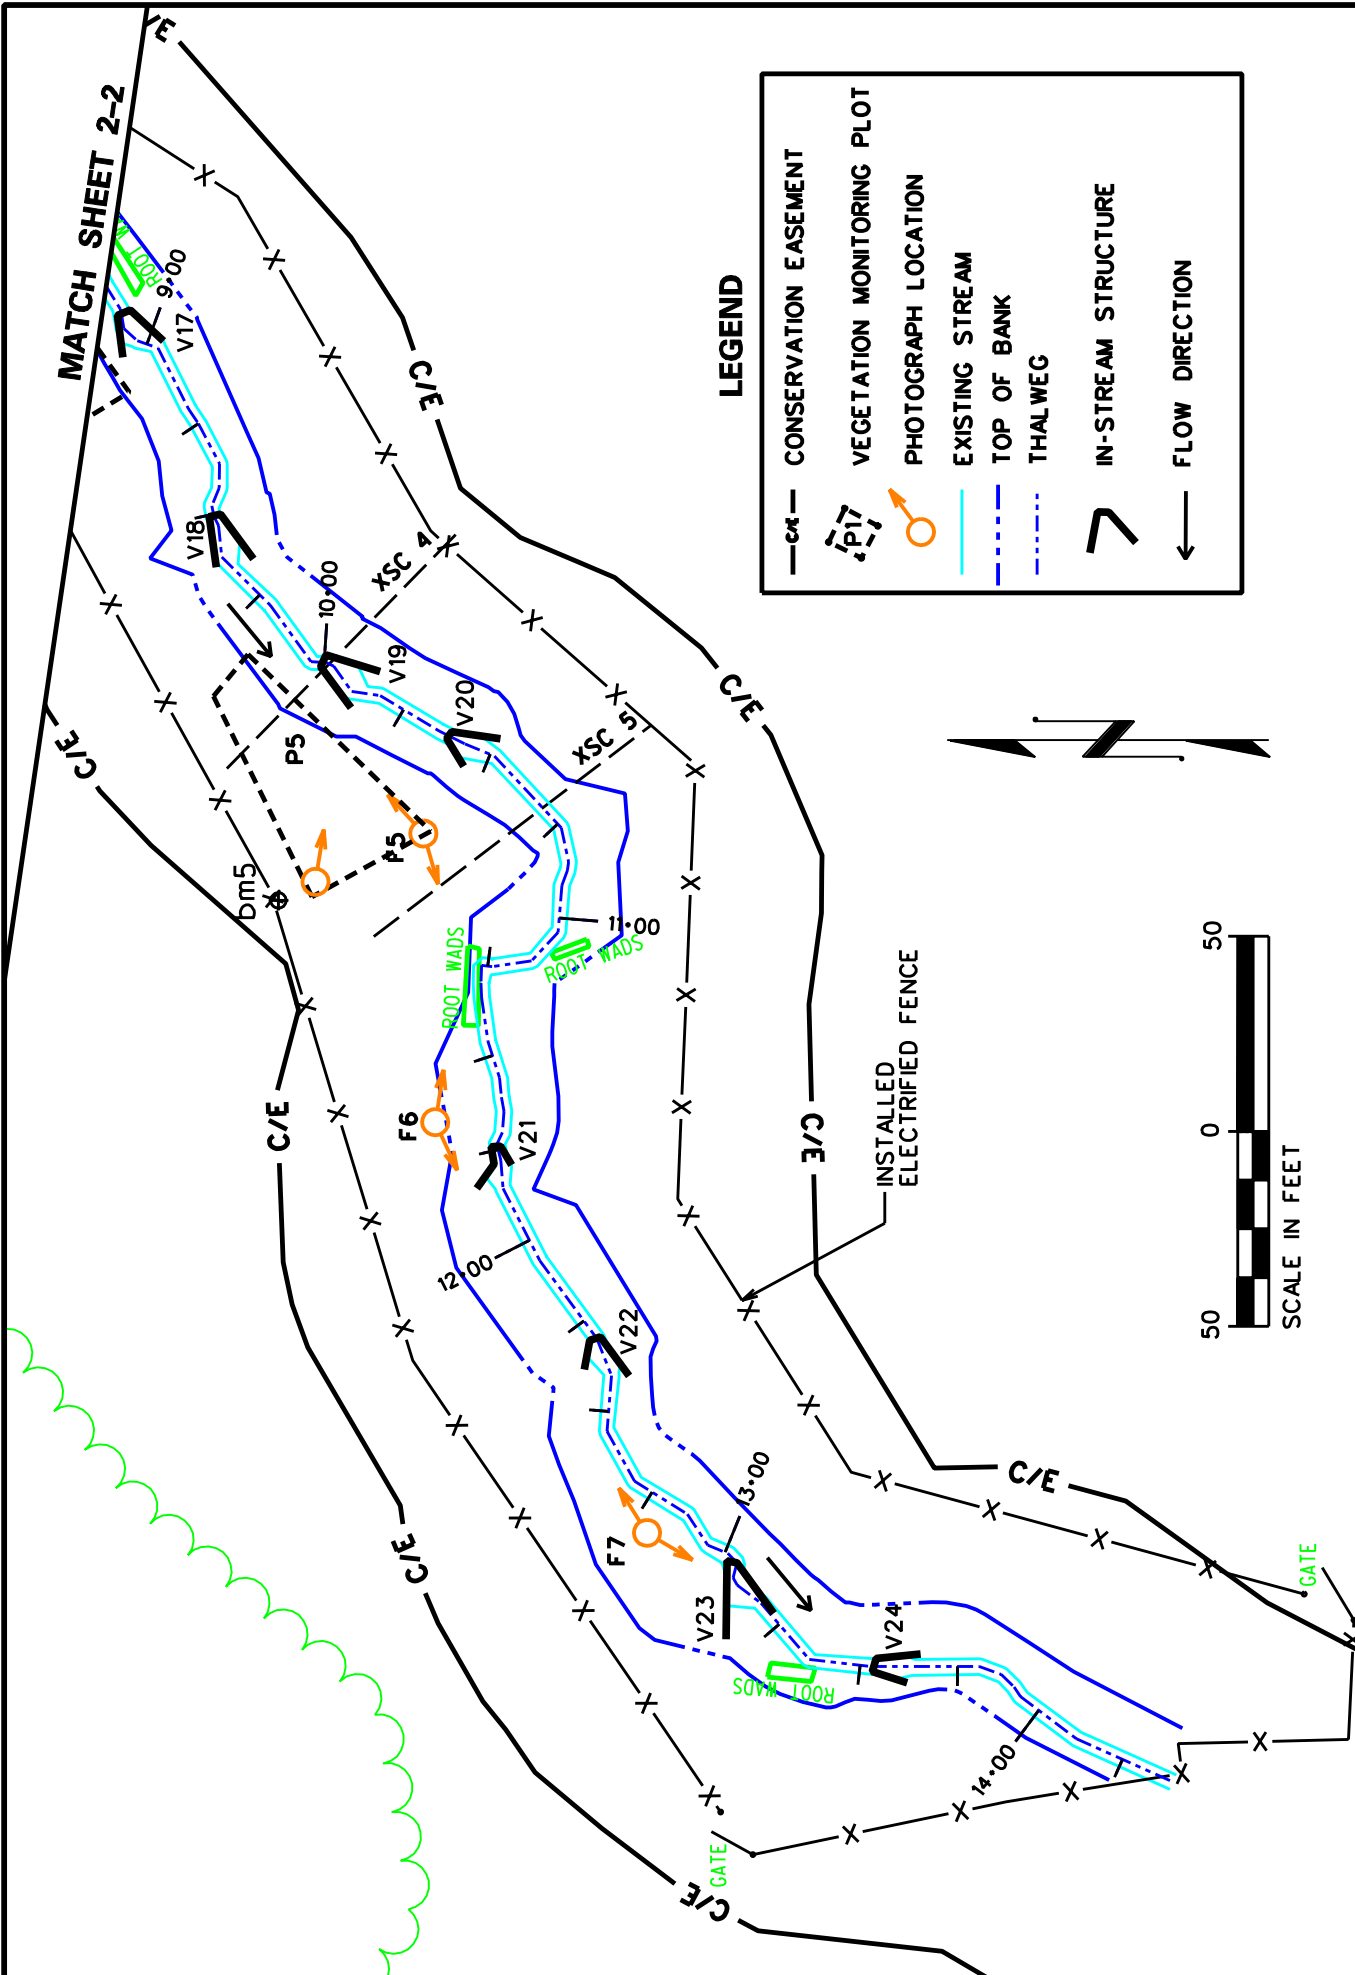 MATCH SHEET 2-2
C/E
ROOT W
9+00
V17
C/E
V18
XSC 4
10+00
V19
V20
P5
C/E
C/E
XSC 5
F5
bm5
11+00
ROOT WADS
ROOT WADS
F6
C/E
V21
C/E
INSTALLED
ELECTRIFIED FENCE
12+00
V22
C/E
F7
13+00
C/E
V23
V24
ROOT WADS
GATE
14+00
GATE
C/E
LEGEND
C/E
CONSERVATION EASEMENT
P1
VEGETATION MONITORING PLOT
PHOTOGRAPH LOCATION
EXISTING STREAM
TOP OF BANK
THALWEG
IN-STREAM STRUCTURE
FLOW DIRECTION
50
0
50
SCALE IN FEET